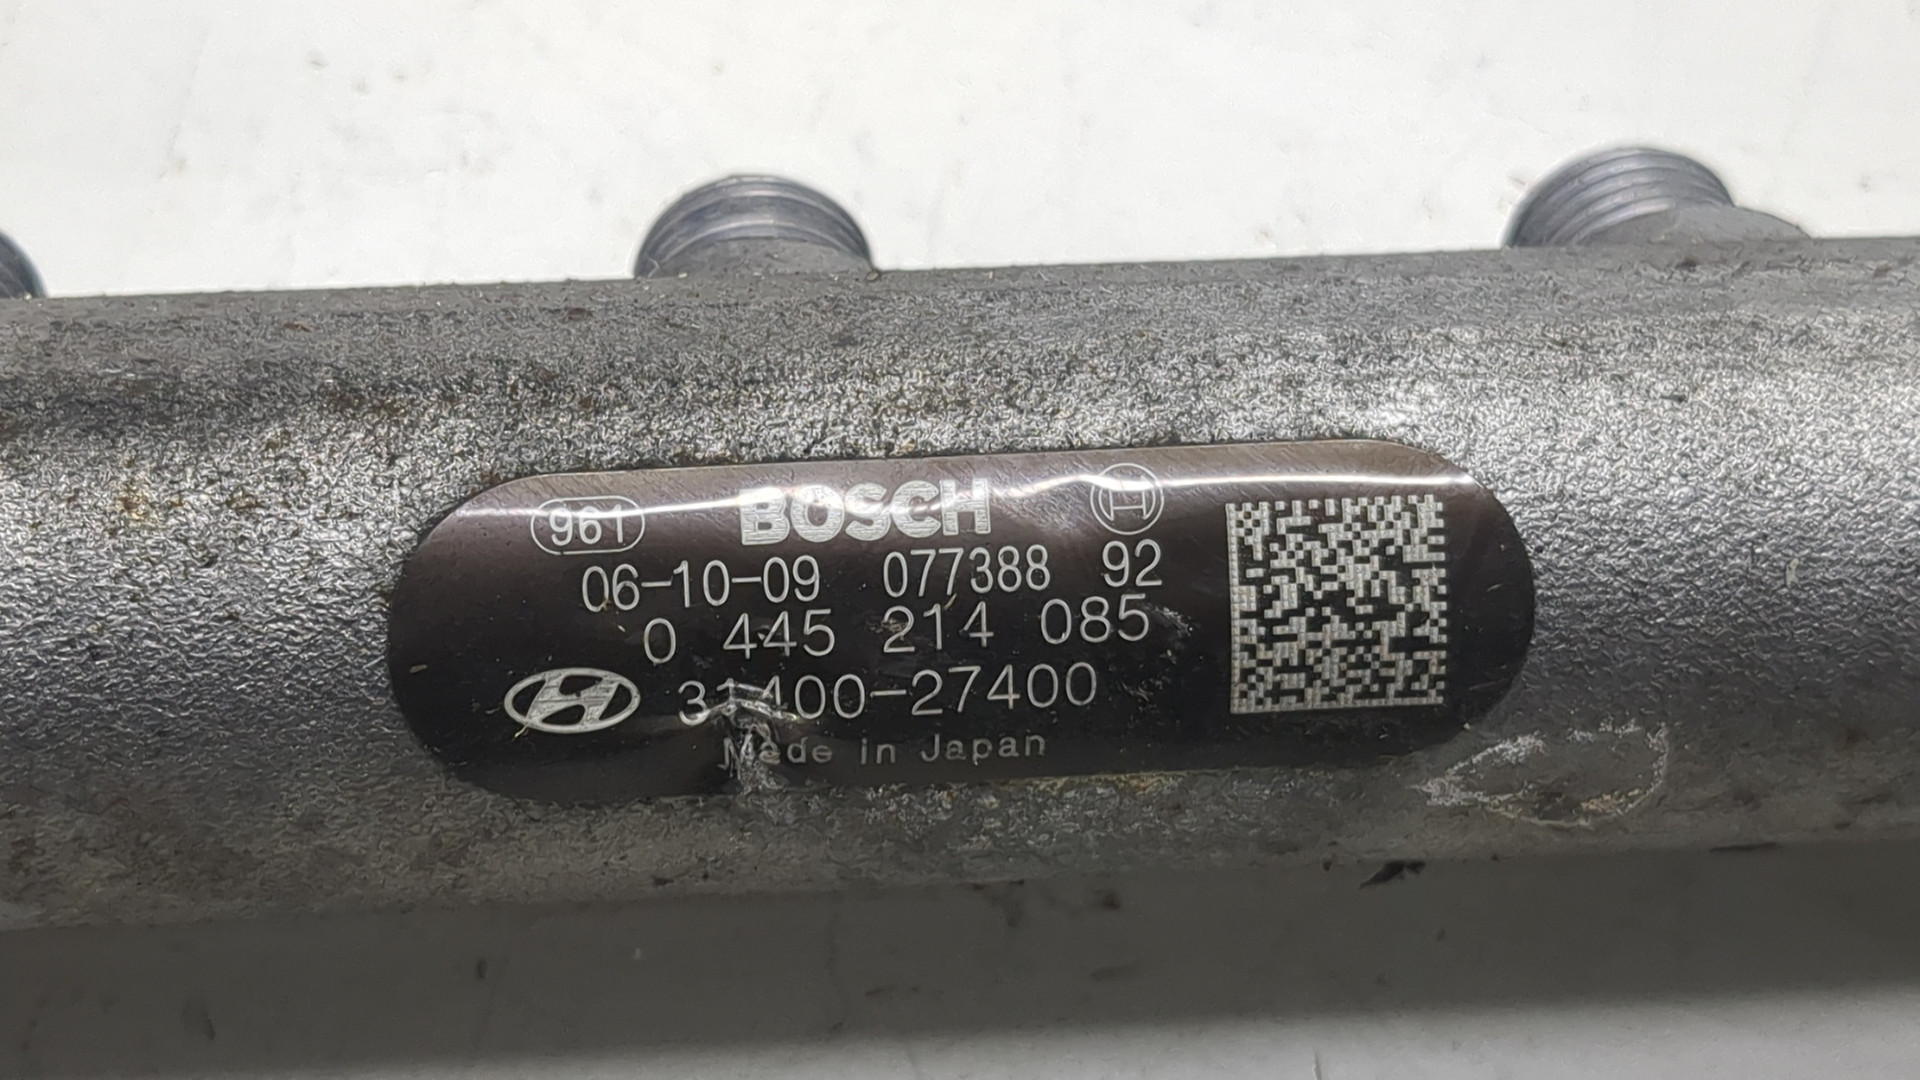 961 BOSCH
06-10-09 077388 92
0 445 214 085
31400-27400
Made in Japan